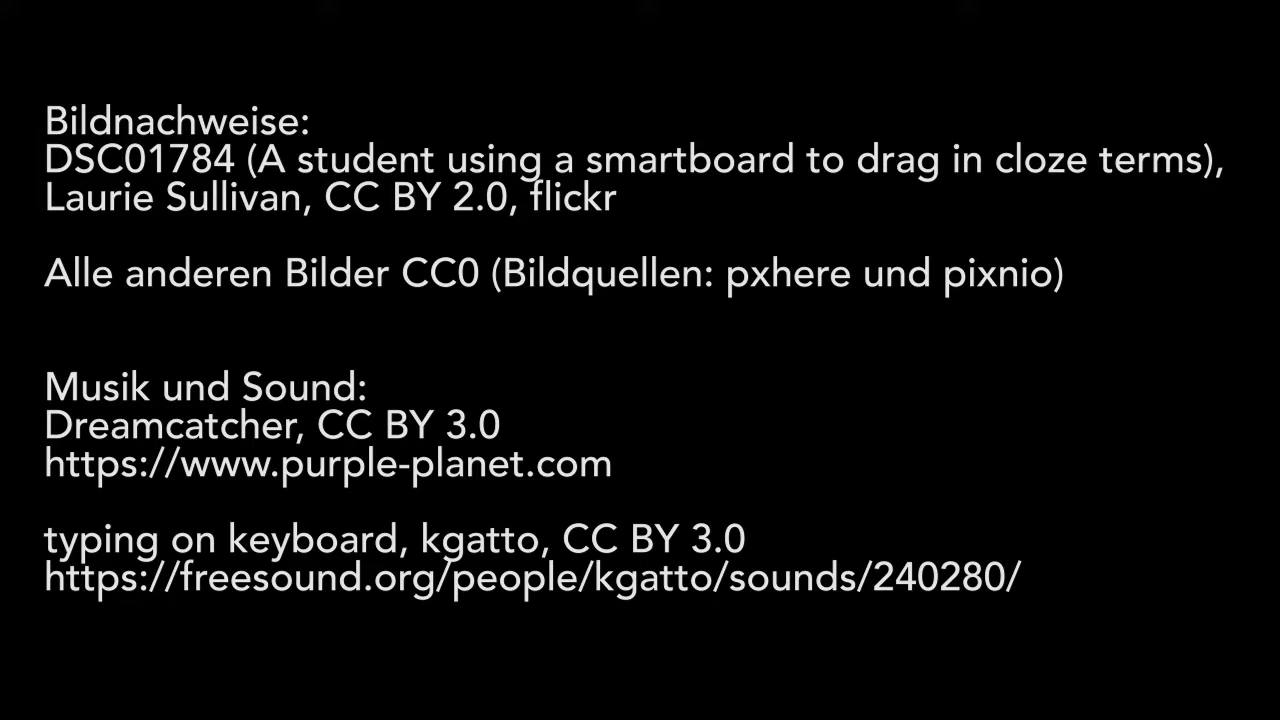 Bildnachweise:
DSC01784 (A student using a smartboard to drag in cloze terms),
Laurie Sullivan, CC BY 2.0, flickr
Alle anderen Bilder CC0 (Bildquellen: pxhere und pixnio)
Musik und Sound:
Dreamcatcher, CC BY 3.0
https://www.purple-planet.com
typing on keyboard, kgatto, CC BY 3.0
https://freesound.org/people/kgatto/sounds/240280/